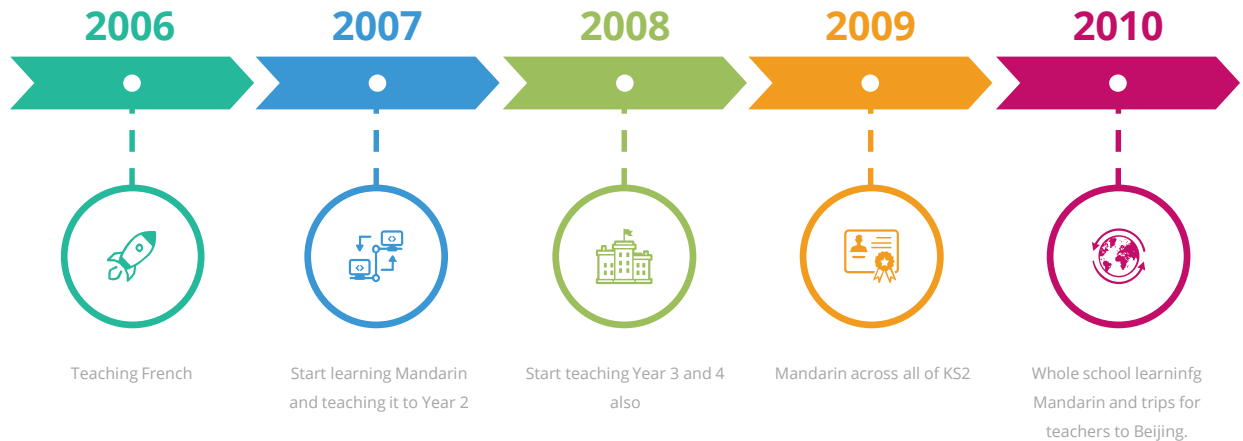 2006
2007
2008
2009
2010
Teaching French
Start learning Mandarin
and teaching it to Year 2
Start teaching Year 3 and 4
also
Mandarin across all of KS2
Whole school learninfg
Mandarin and trips for
teachers to Beijing.